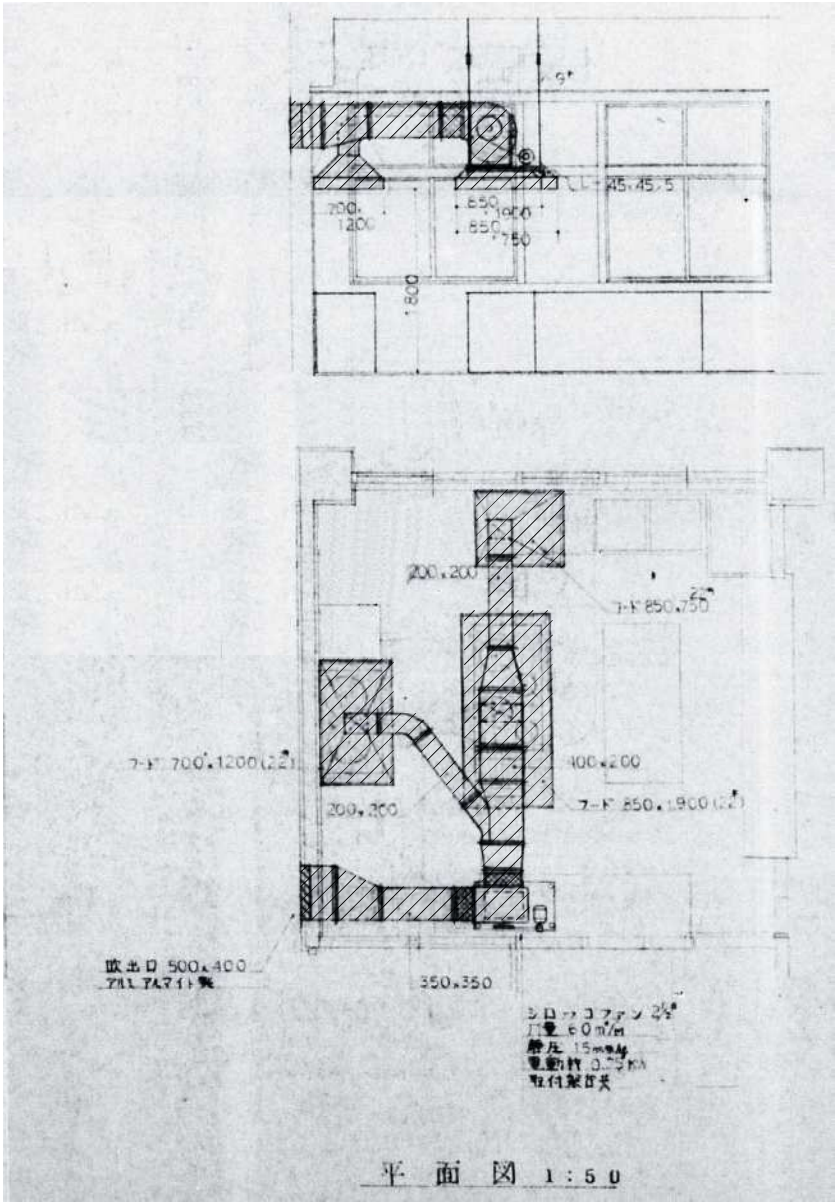 9ᵐ
L-45.45.5
700.
1200
850
1900
850
750
1800
200×200
フード 850.750
22#
フード 700.1200(22#)
400×200
200×200
フード 850×1900(22#)
吹出口 500×400
アルミアルマイト製
350×350
シロッコファン 2½#
風量 60m³/M
静圧 15mmAq
電動機 0.75KW
取付架台共
平面図 1:50